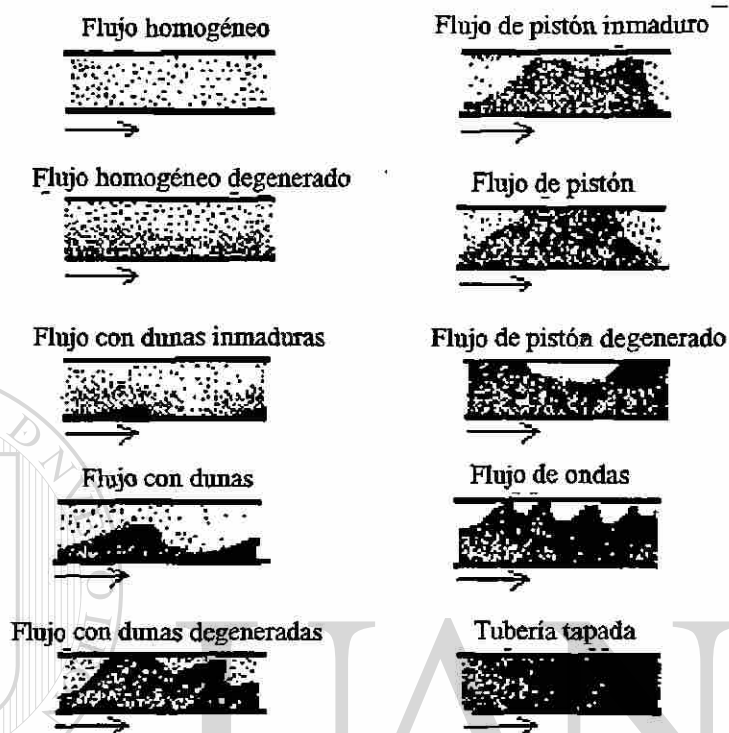 Flujo homogéneo
Flujo homogéneo degenerado
Flujo con dunas inmaduras
Flujo con dunas
Flujo con dunas degeneradas
Flujo de pistón inmaduro
Flujo de pistón
Flujo de pistón degenerado
Flujo de ondas
Tubería tapada